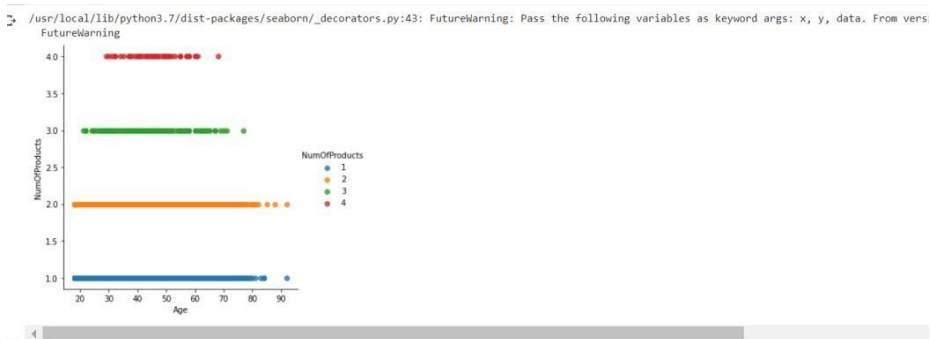 /usr/local/lib/python3.7/dist-packages/seaborn/_decorators.py:43: FutureWarning: Pass the following variables as keyword args: x, y, data. From vers
FutureWarning
4.0
3.5
3.0
2.5
2.0
1.5
1.0
NumOfProducts
20 30 40 50 60 70 80 90
Age
NumOfProducts
1
2
3
4